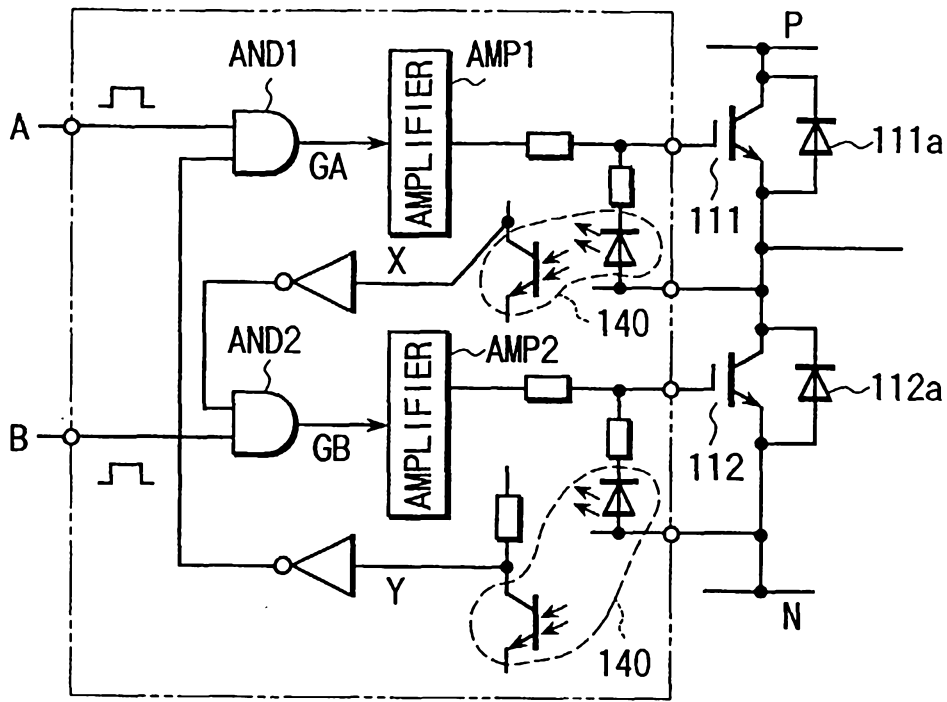 P
AND1
AMP1
A
GA
AMPLIFIER
111a
111
X
140
AND2
AMP2
B
GB
AMPLIFIER
112a
112
Y
N
140